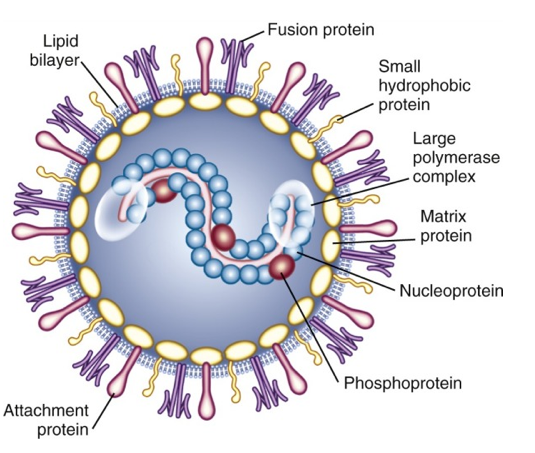 Fusion protein
Lipid
bilayer
Small
hydrophobic
protein
Large
polymerase
complex
Matrix
protein
Nucleoprotein
Phosphoprotein
Attachment
protein